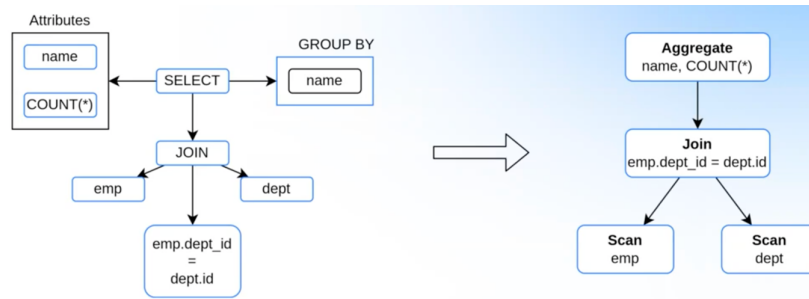 Attributes
name
COUNT(*)
SELECT
GROUP BY
name
JOIN
emp
dept
emp.dept_id
=
dept.id
Aggregate
name, COUNT(*)
Join
emp.dept_id = dept.id
Scan
emp
Scan
dept